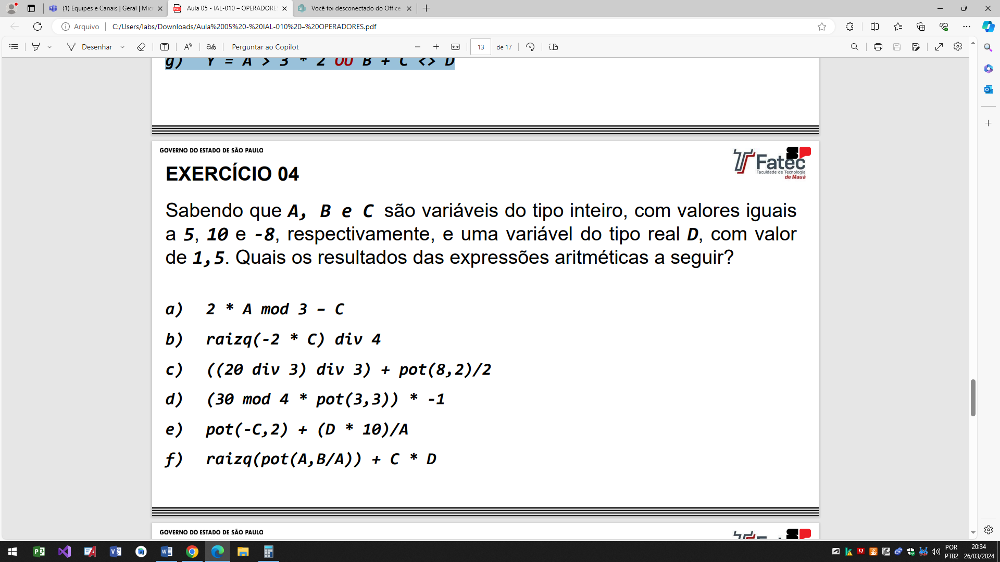 (1) Equipes e Canais | Geral | Mic
Aula 05 - IAL-010 – OPERADORE
Você foi desconectado do Office
Arquivo
C:/Users/labs/Downloads/Aula%2005%20-%20IAL-010%20–%20OPERADORES.pdf
Desenhar
Perguntar ao Copilot
13
de 17
g) Y = A > 3 * 2 OU B + C <> D
GOVERNO DO ESTADO DE SÃO PAULO
SP
Fatec
Faculdade de Tecnologia
de Mauá
EXERCÍCIO 04
Sabendo que A, B e C são variáveis do tipo inteiro, com valores iguais
a 5, 10 e -8, respectivamente, e uma variável do tipo real D, com valor
de 1,5. Quais os resultados das expressões aritméticas a seguir?
a) 2 * A mod 3 – C
b) raizq(-2 * C) div 4
c) ((20 div 3) div 3) + pot(8,2)/2
d) (30 mod 4 * pot(3,3)) * -1
e) pot(-C,2) + (D * 10)/A
f) raizq(pot(A,B/A)) + C * D
GOVERNO DO ESTADO DE SÃO PAULO
POR
PTB2
20:34
26/03/2024